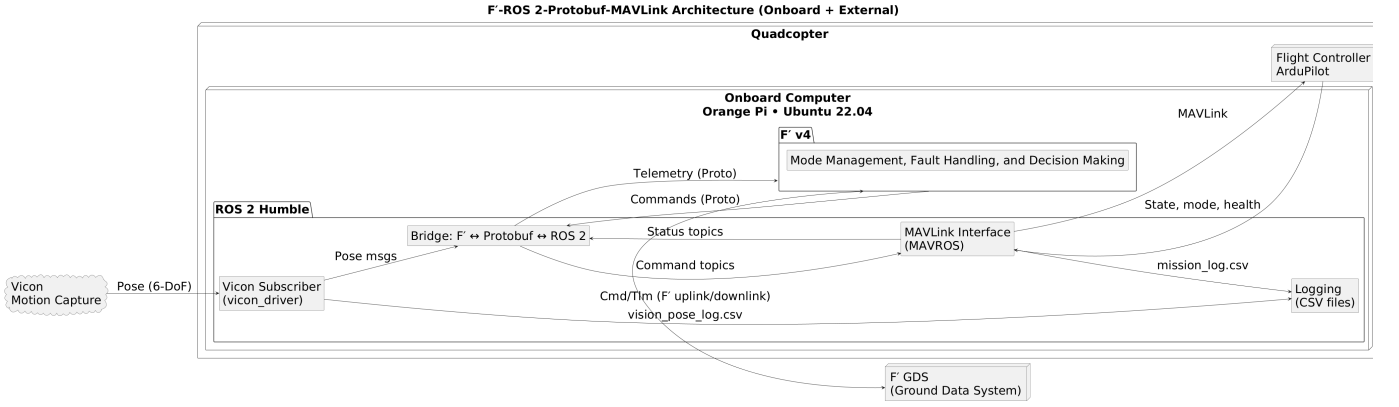 F′-ROS 2-Protobuf-MAVLink Architecture (Onboard + External)
Quadcopter
Flight Controller
ArduPilot
Onboard Computer
Orange Pi • Ubuntu 22.04
MAVLink
F′ v4
Mode Management, Fault Handling, and Decision Making
Telemetry (Proto)
Commands (Proto)
State, mode, health
ROS 2 Humble
Bridge: F′ ↔ Protobuf ↔ ROS 2
Status topics
MAVLink Interface
(MAVROS)
Pose msgs
Command topics
mission_log.csv
Vicon
Motion Capture
Pose (6-DoF)
Vicon Subscriber
(vicon_driver)
Cmd/Tlm (F′ uplink/downlink)
vision_pose_log.csv
Logging
(CSV files)
F′ GDS
(Ground Data System)